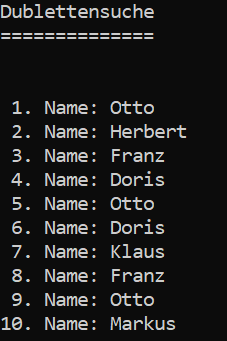 Dublettensuche
==============
1. Name: Otto
2. Name: Herbert
3. Name: Franz
4. Name: Doris
5. Name: Otto
6. Name: Doris
7. Name: Klaus
8. Name: Franz
9. Name: Otto
10. Name: Markus